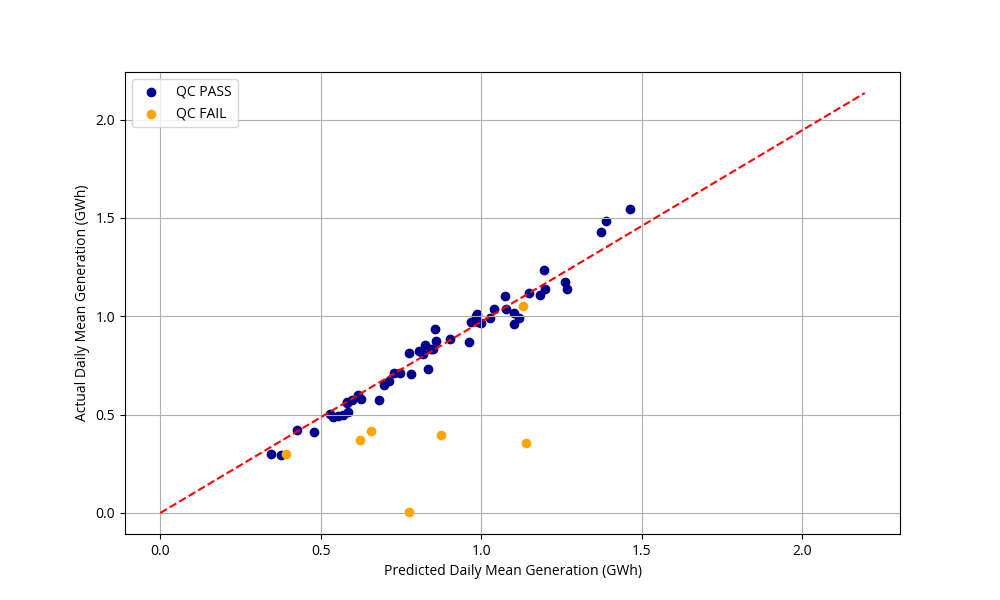 QC PASS
QC FAIL
Actual Daily Mean Generation (GWh)
2.0
1.5
1.0
0.5
0.0
0.0 0.5 1.0 1.5 2.0
Predicted Daily Mean Generation (GWh)